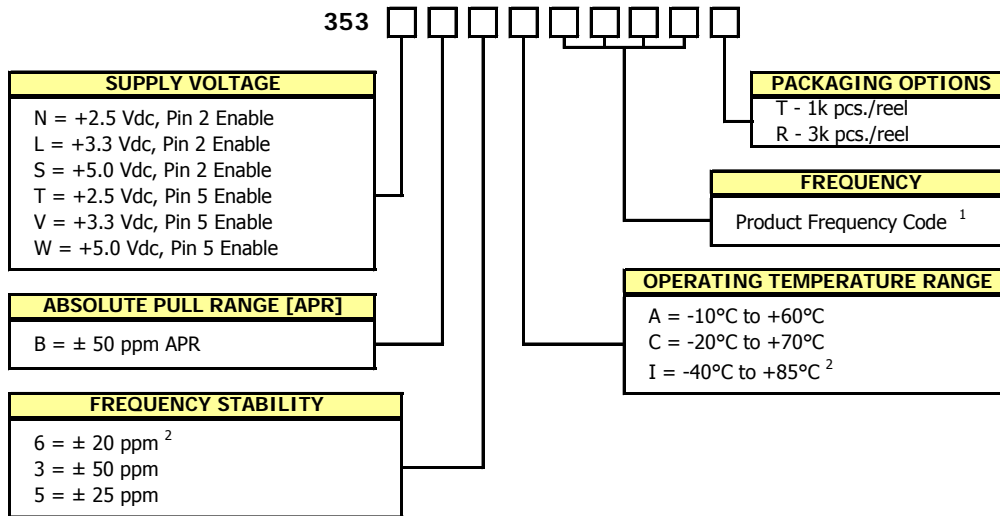 353
SUPPLY VOLTAGE
N = +2.5 Vdc, Pin 2 Enable
L = +3.3 Vdc, Pin 2 Enable
S = +5.0 Vdc, Pin 2 Enable
T = +2.5 Vdc, Pin 5 Enable
V = +3.3 Vdc, Pin 5 Enable
W = +5.0 Vdc, Pin 5 Enable
ABSOLUTE PULL RANGE [APR]
B = ± 50 ppm APR
FREQUENCY STABILITY
6 = ± 20 ppm ²
3 = ± 50 ppm
5 = ± 25 ppm
PACKAGING OPTIONS
T - 1k pcs./reel
R - 3k pcs./reel
FREQUENCY
Product Frequency Code ¹
OPERATING TEMPERATURE RANGE
A = -10°C to +60°C
C = -20°C to +70°C
I = -40°C to +85°C ²